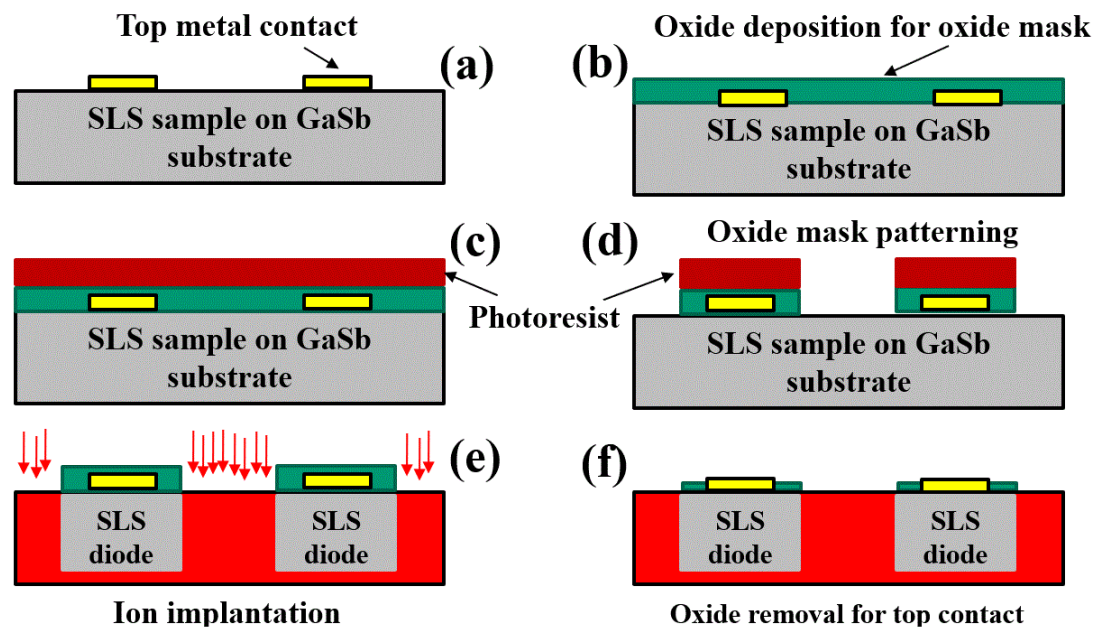 Top metal contact
(a)
SLS sample on GaSb
substrate
Oxide deposition for oxide mask
(b)
SLS sample on GaSb
substrate
(c)
Photoresist
SLS sample on GaSb
substrate
(d)
Oxide mask patterning
SLS sample on GaSb
substrate
(e)
SLS
diode
SLS
diode
Ion implantation
(f)
SLS
diode
SLS
diode
Oxide removal for top contact